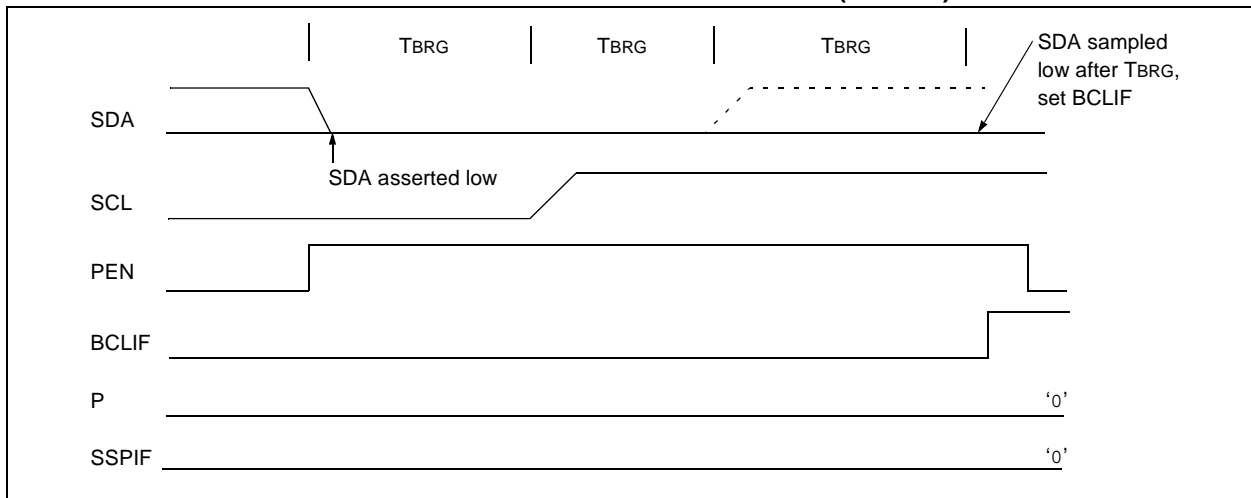 TBRG TBRG TBRG
SDA sampled
low after TBRG,
set BCLIF
SDA
SDA asserted low
SCL
PEN
BCLIF
P
‘0’
SSPIF
‘0’